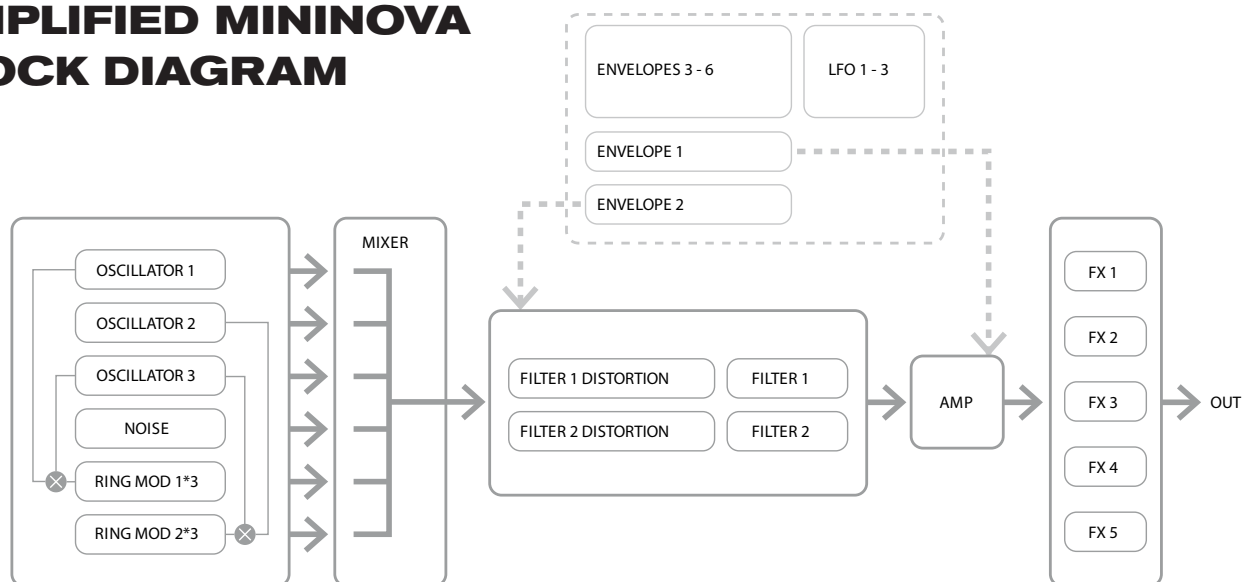 MPLIFIED MININOVA
OCK DIAGRAM
ENVELOPES 3 - 6
LFO 1 - 3
ENVELOPE 1
ENVELOPE 2
MIXER
OSCILLATOR 1
OSCILLATOR 2
OSCILLATOR 3
NOISE
RING MOD 1*3
RING MOD 2*3
FILTER 1 DISTORTION
FILTER 1
FILTER 2 DISTORTION
FILTER 2
AMP
FX 1
FX 2
FX 3
FX 4
FX 5
OUT